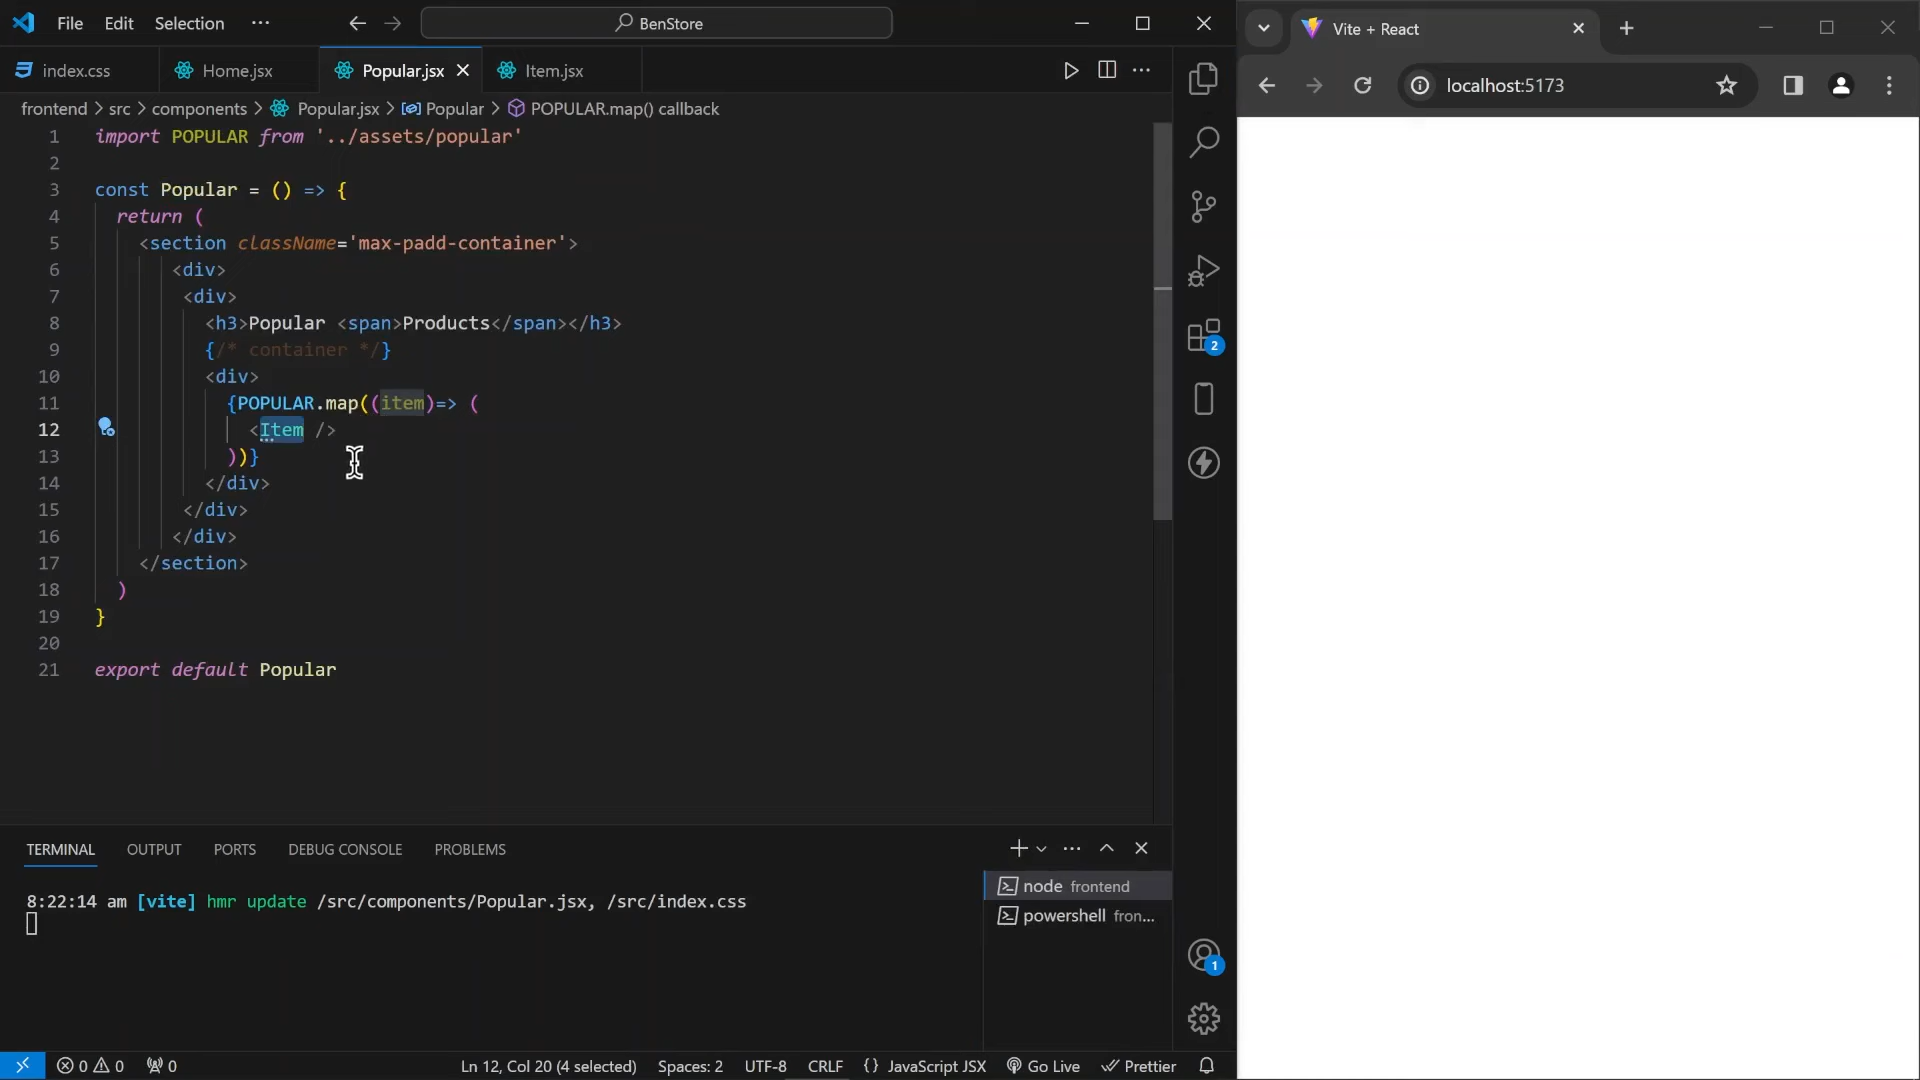 File Edit Selection ··· BenStore
index.css Home.jsx Popular.jsx Item.jsx
frontend > src > components > Popular.jsx > Popular > POPULAR.map() callback
1 import POPULAR from '../assets/popular'
2
3 const Popular = () => {
4 return (
5 <section className='max-padd-container'>
6 <div>
7 <div>
8 <h3>Popular <span>Products</span></h3>
9 {/* container */}
10 <div>
11 {POPULAR.map((item)=> (
12 <Item />
13 ))}
14 </div>
15 </div>
16 </div>
17 </section>
18 )
19 }
20
21 export default Popular
TERMINAL OUTPUT PORTS DEBUG CONSOLE PROBLEMS
8:22:14 am [vite] hmr update /src/components/Popular.jsx, /src/index.css
node frontend
powershell fron...
0 0 0 Ln 12, Col 20 (4 selected) Spaces: 2 UTF-8 CRLF {} JavaScript JSX Go Live Prettier
2
1
Vite + React
localhost:5173